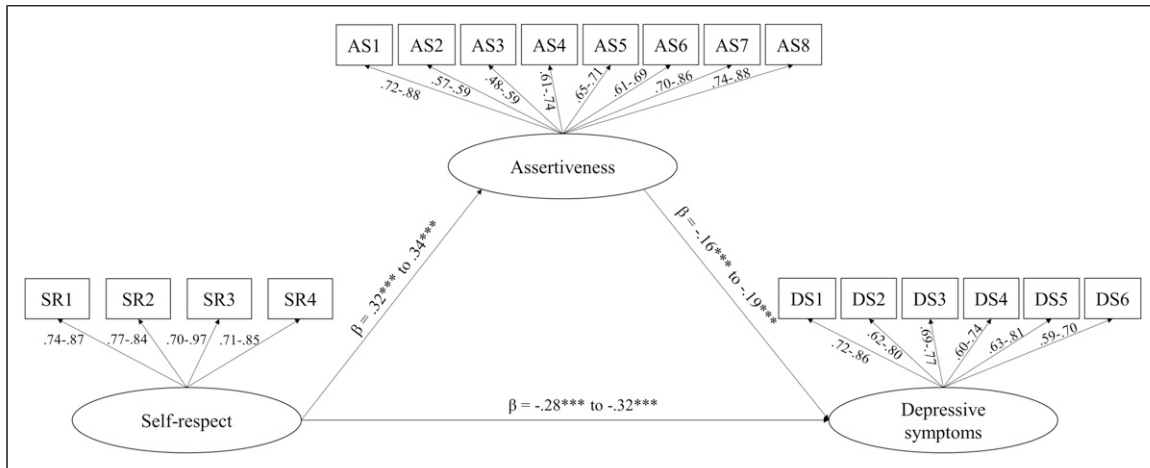 AS1 AS2 AS3 AS4 AS5 AS6 AS7 AS8
.72-.88 .57-.59 .48-.59 .61-.74 .65-.71 .61-.69 .70-.86 .74-.88
Assertiveness
β = .32*** to .34***
β = -.16*** to -.19***
SR1 SR2 SR3 SR4
.74-.87 .77-.84 .70-.97 .71-.85
Self-respect
β = -.28*** to -.32***
DS1 DS2 DS3 DS4 DS5 DS6
.72-.86 .62-.80 .69-.77 .60-.74 .63-.81 .59-.70
Depressive
symptoms